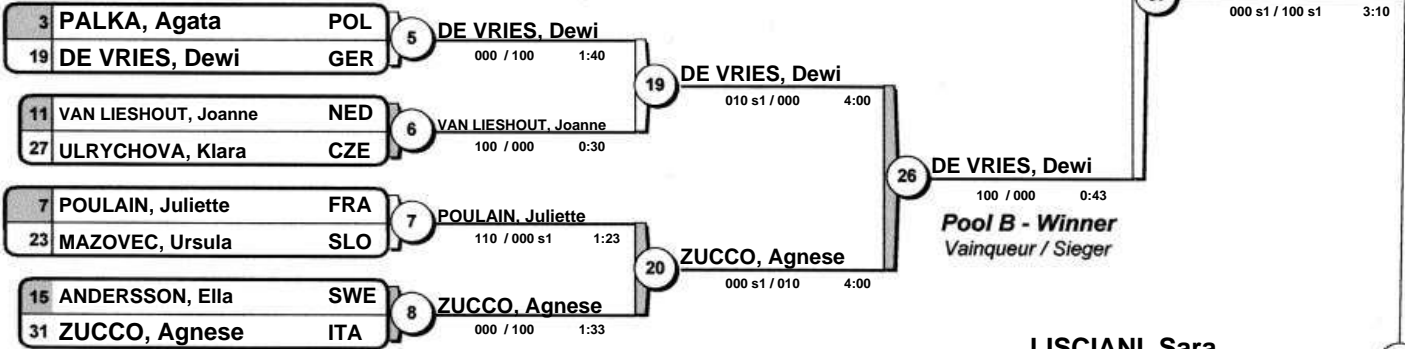 000 s1 / 100 s1 3:10
3 PALKA, Agata POL
19 DE VRIES, Dewi GER
5 DE VRIES, Dewi
000 / 100 1:40
19 DE VRIES, Dewi
010 s1 / 000 4:00
11 VAN LIESHOUT, Joanne NED
27 ULRYCHOVA, Klara CZE
6 VAN LIESHOUT, Joanne
100 / 000 0:30
26 DE VRIES, Dewi
100 / 000 0:43
Pool B - Winner
Vainqueur / Sieger
7 POULAIN, Juliette FRA
23 MAZOVEC, Ursula SLO
7 POULAIN, Juliette
110 / 000 s1 1:23
20 ZUCCO, Agnese
000 s1 / 010 4:00
15 ANDERSSON, Ella SWE
31 ZUCCO, Agnese ITA
8 ZUCCO, Agnese
000 / 100 1:33
LISCIANI, Sara